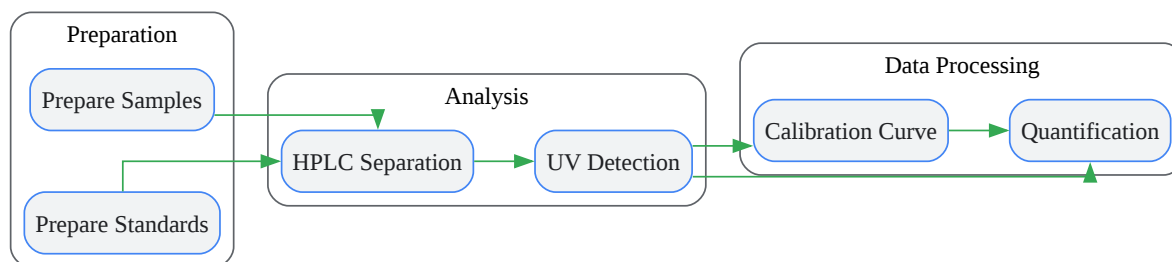 Preparation
Prepare Samples
Prepare Standards
Analysis
HPLC Separation
UV Detection
Data Processing
Calibration Curve
Quantification